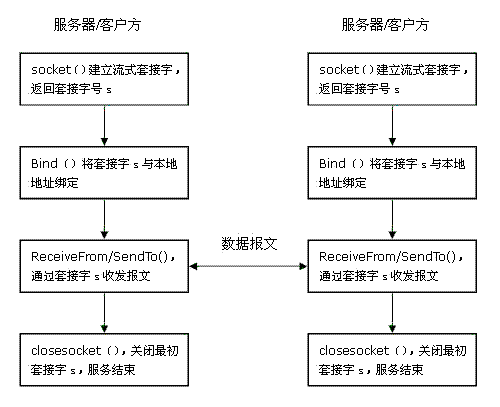 服务器/客户方
socket()建立流式套接字，
返回套接字号 s
Bind（）将套接字 s 与本地
地址绑定
ReceiveFrom/SendTo(),
通过套接字 s 收发报文
closesocket（），关闭最初
套接字 s，服务结束
数据报文
服务器/客户方
socket()建立流式套接字，
返回套接字号 s
Bind（）将套接字 s 与本地
地址绑定
ReceiveFrom/SendTo(),
通过套接字 s 收发报文
closesocket（），关闭最初
套接字 s，服务结束